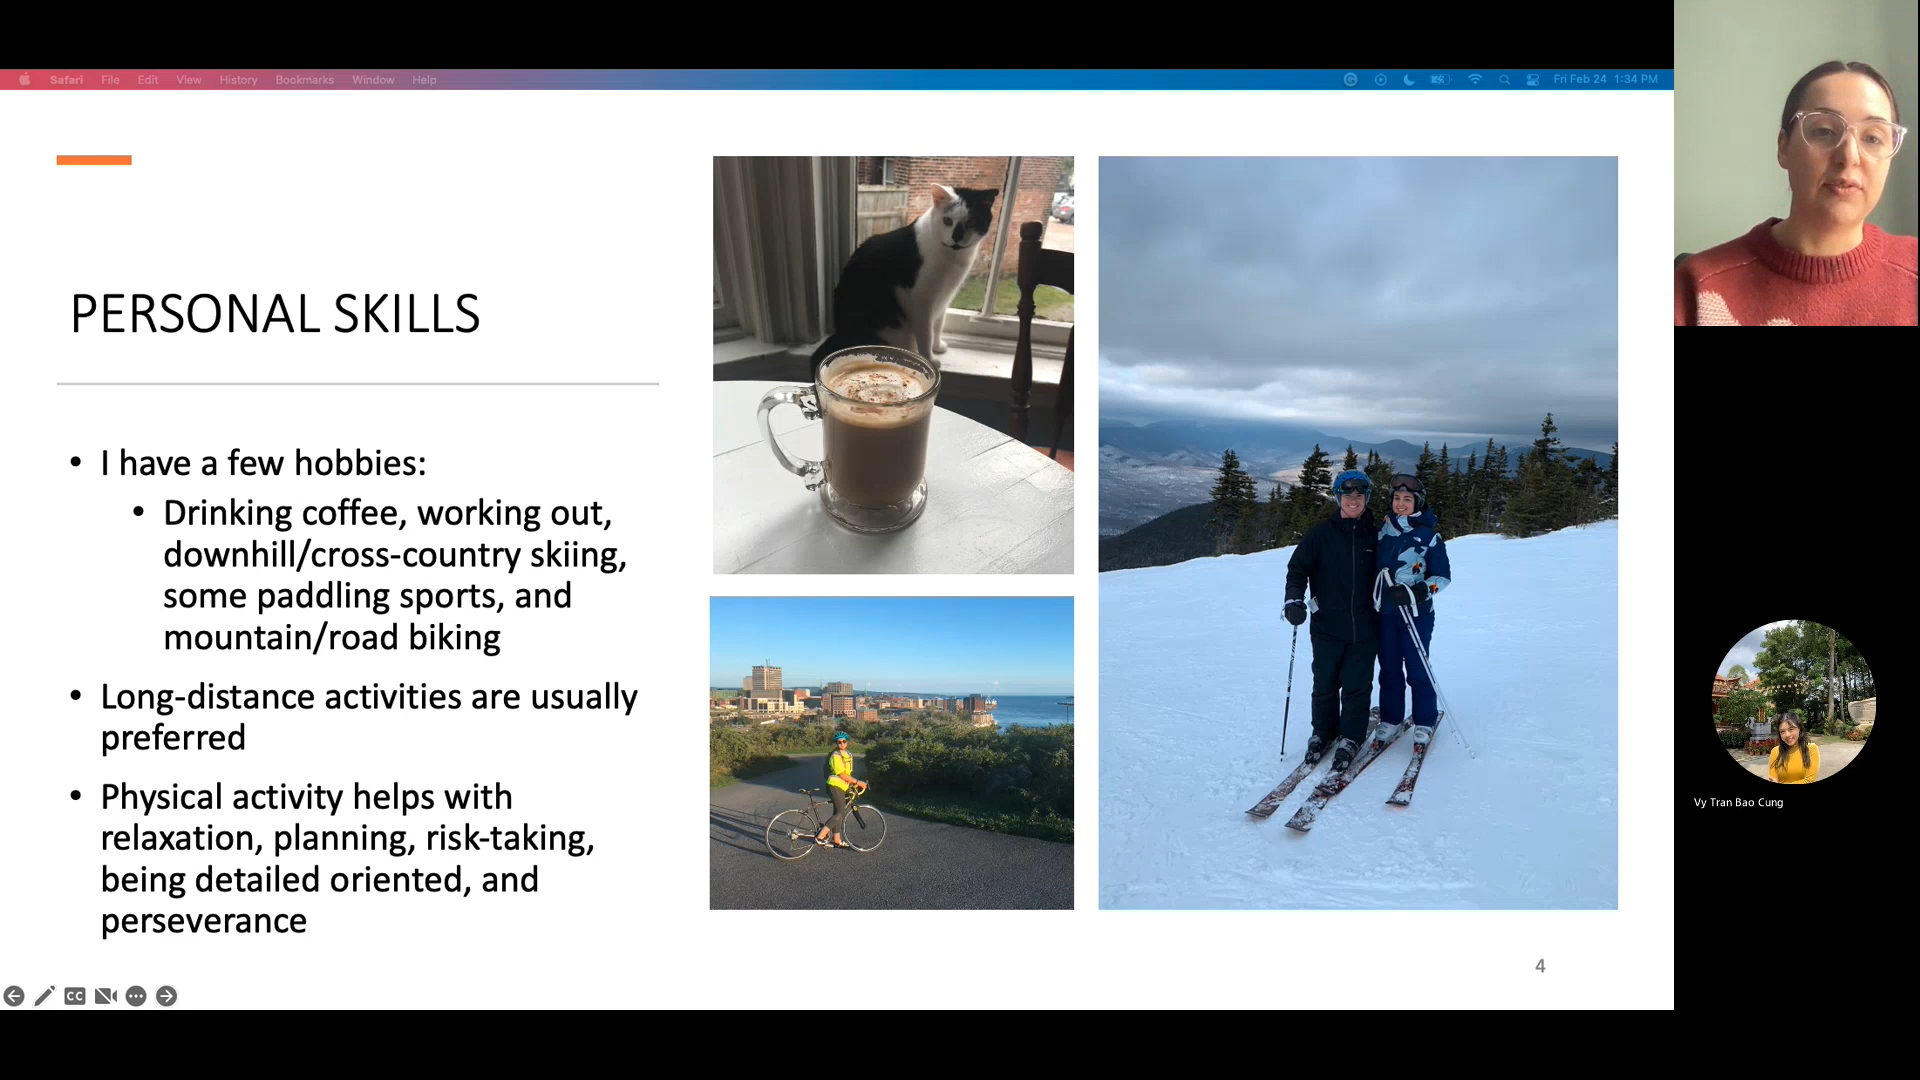 Safari File Edit View History Bookmarks Window Help
Fri Feb 24 1:34 PM
PERSONAL SKILLS
• I have a few hobbies:
• Drinking coffee, working out,
downhill/cross-country skiing,
some paddling sports, and
mountain/road biking
• Long-distance activities are usually
preferred
• Physical activity helps with
relaxation, planning, risk-taking,
being detailed oriented, and
perseverance
4
CC
Vy Tran Bao Cung